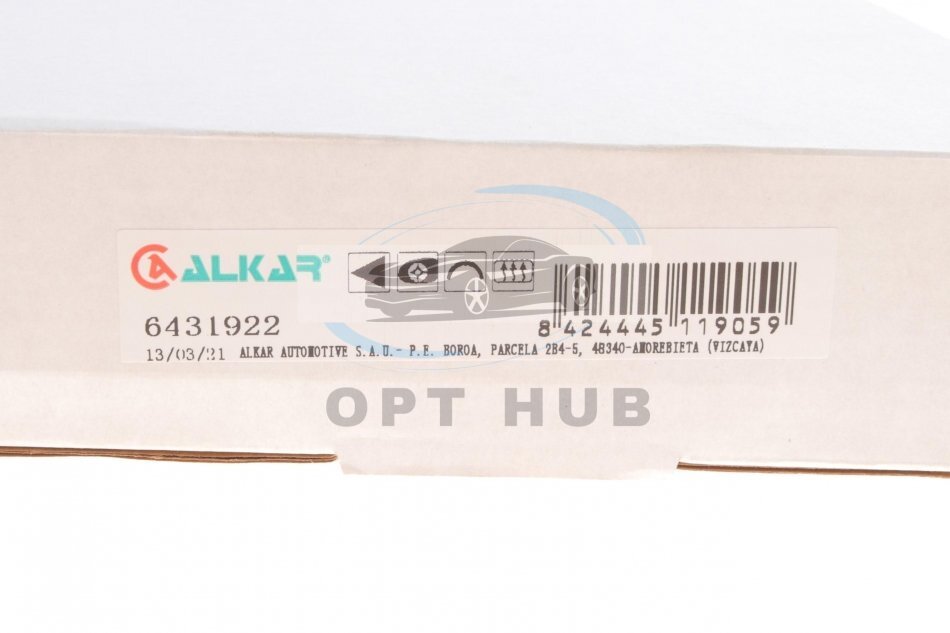 ALKAR®
6431922
8 424445 119059
13/03/21 ALKAR AUTOMOTIVE S.A.U.- P.E. BOROA, PARCELA 2B4-5, 48340-AMOREBIETA (VIZCAYA)
OPT HUB